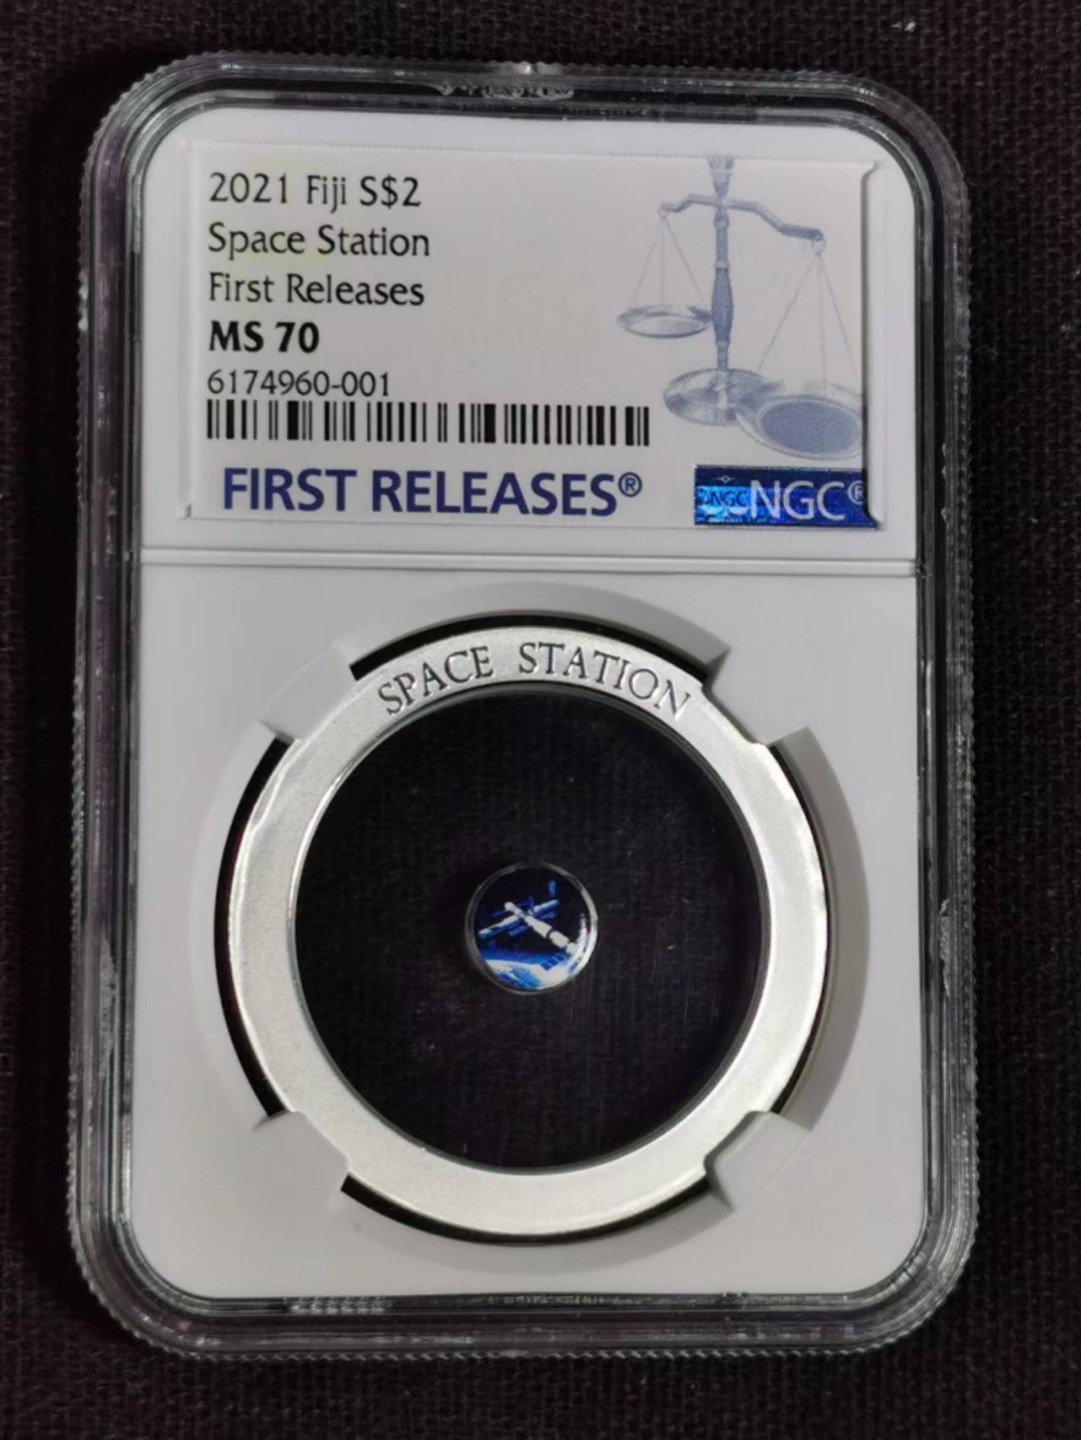 2021 Fiji S$2
Space Station
First Releases
MS 70
6174960-001
FIRST RELEASES®
NGC NGC®
SPACE STATION